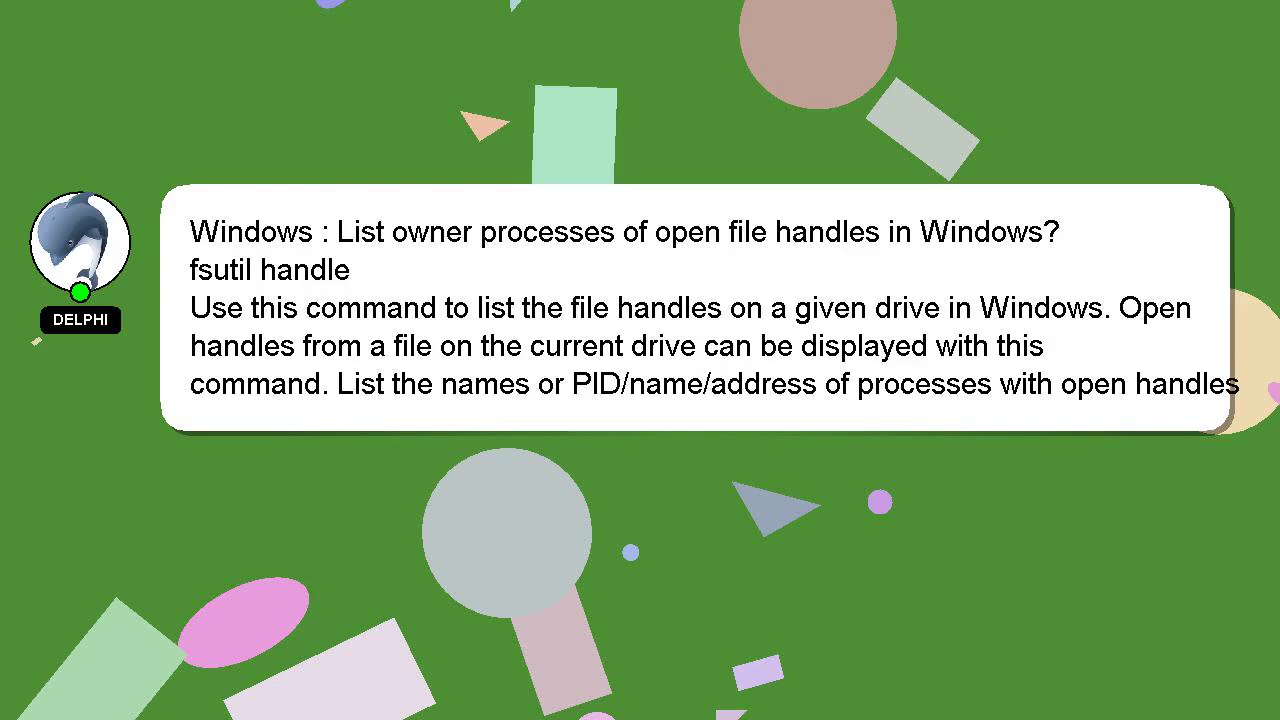 Windows : List owner processes of open file handles in Windows?
fsutil handle
Use this command to list the file handles on a given drive in Windows. Open
handles from a file on the current drive can be displayed with this
command. List the names or PID/name/address of processes with open handles
DELPHI